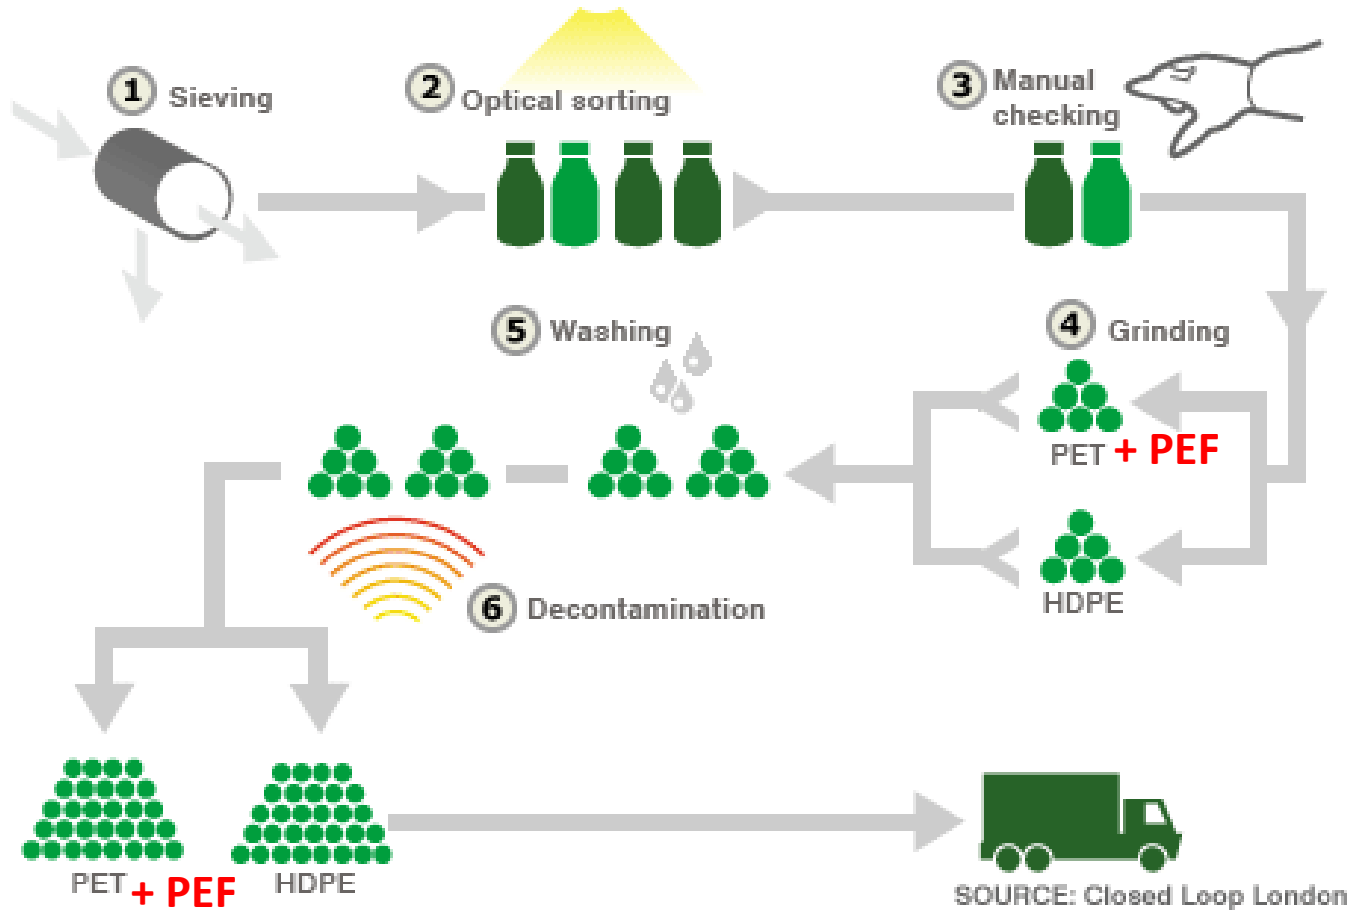 1 Sieving
2 Optical sorting
3 Manual
checking
4 Grinding
PET + PEF
HDPE
5 Washing
6 Decontamination
PET + PEF
HDPE
SOURCE: Closed Loop London